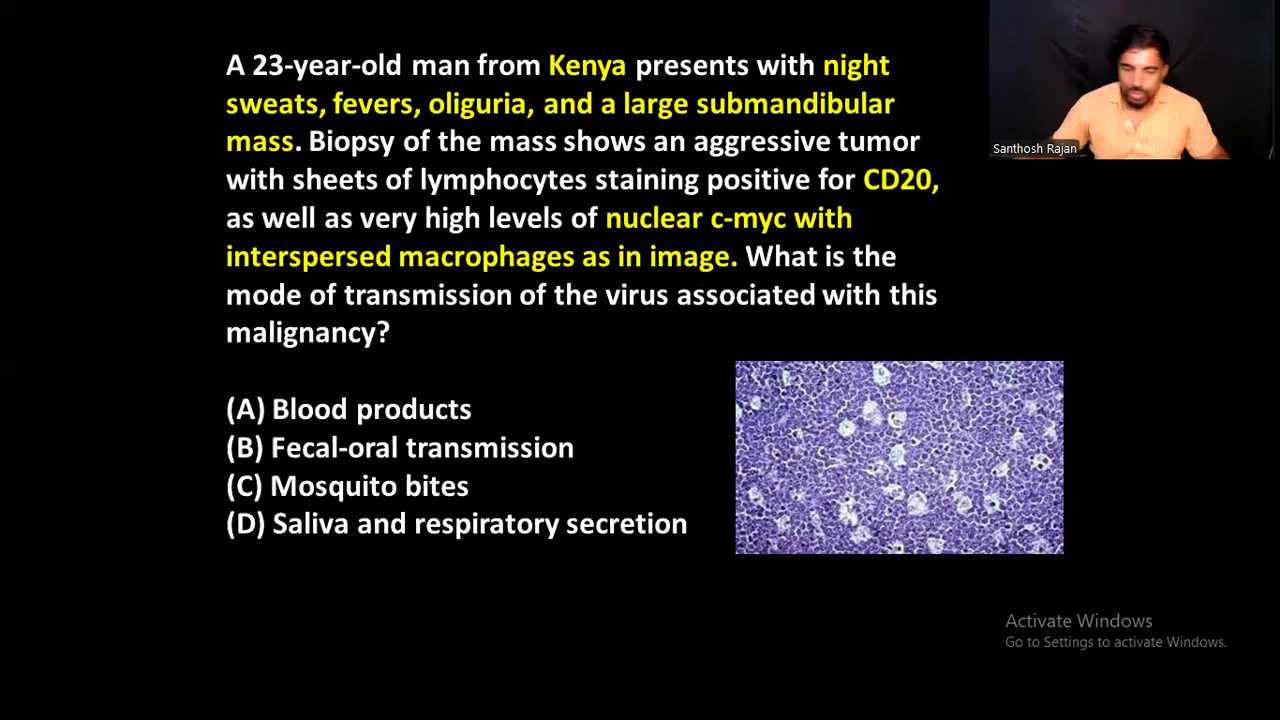 A 23-year-old man from Kenya presents with night
sweats, fevers, oliguria, and a large submandibular
mass. Biopsy of the mass shows an aggressive tumor
with sheets of lymphocytes staining positive for CD20,
as well as very high levels of nuclear c-myc with
interspersed macrophages as in image. What is the
mode of transmission of the virus associated with this
malignancy?
(A) Blood products
(B) Fecal-oral transmission
(C) Mosquito bites
(D) Saliva and respiratory secretion
Santhosh Rajan
Activate Windows
Go to Settings to activate Windows.